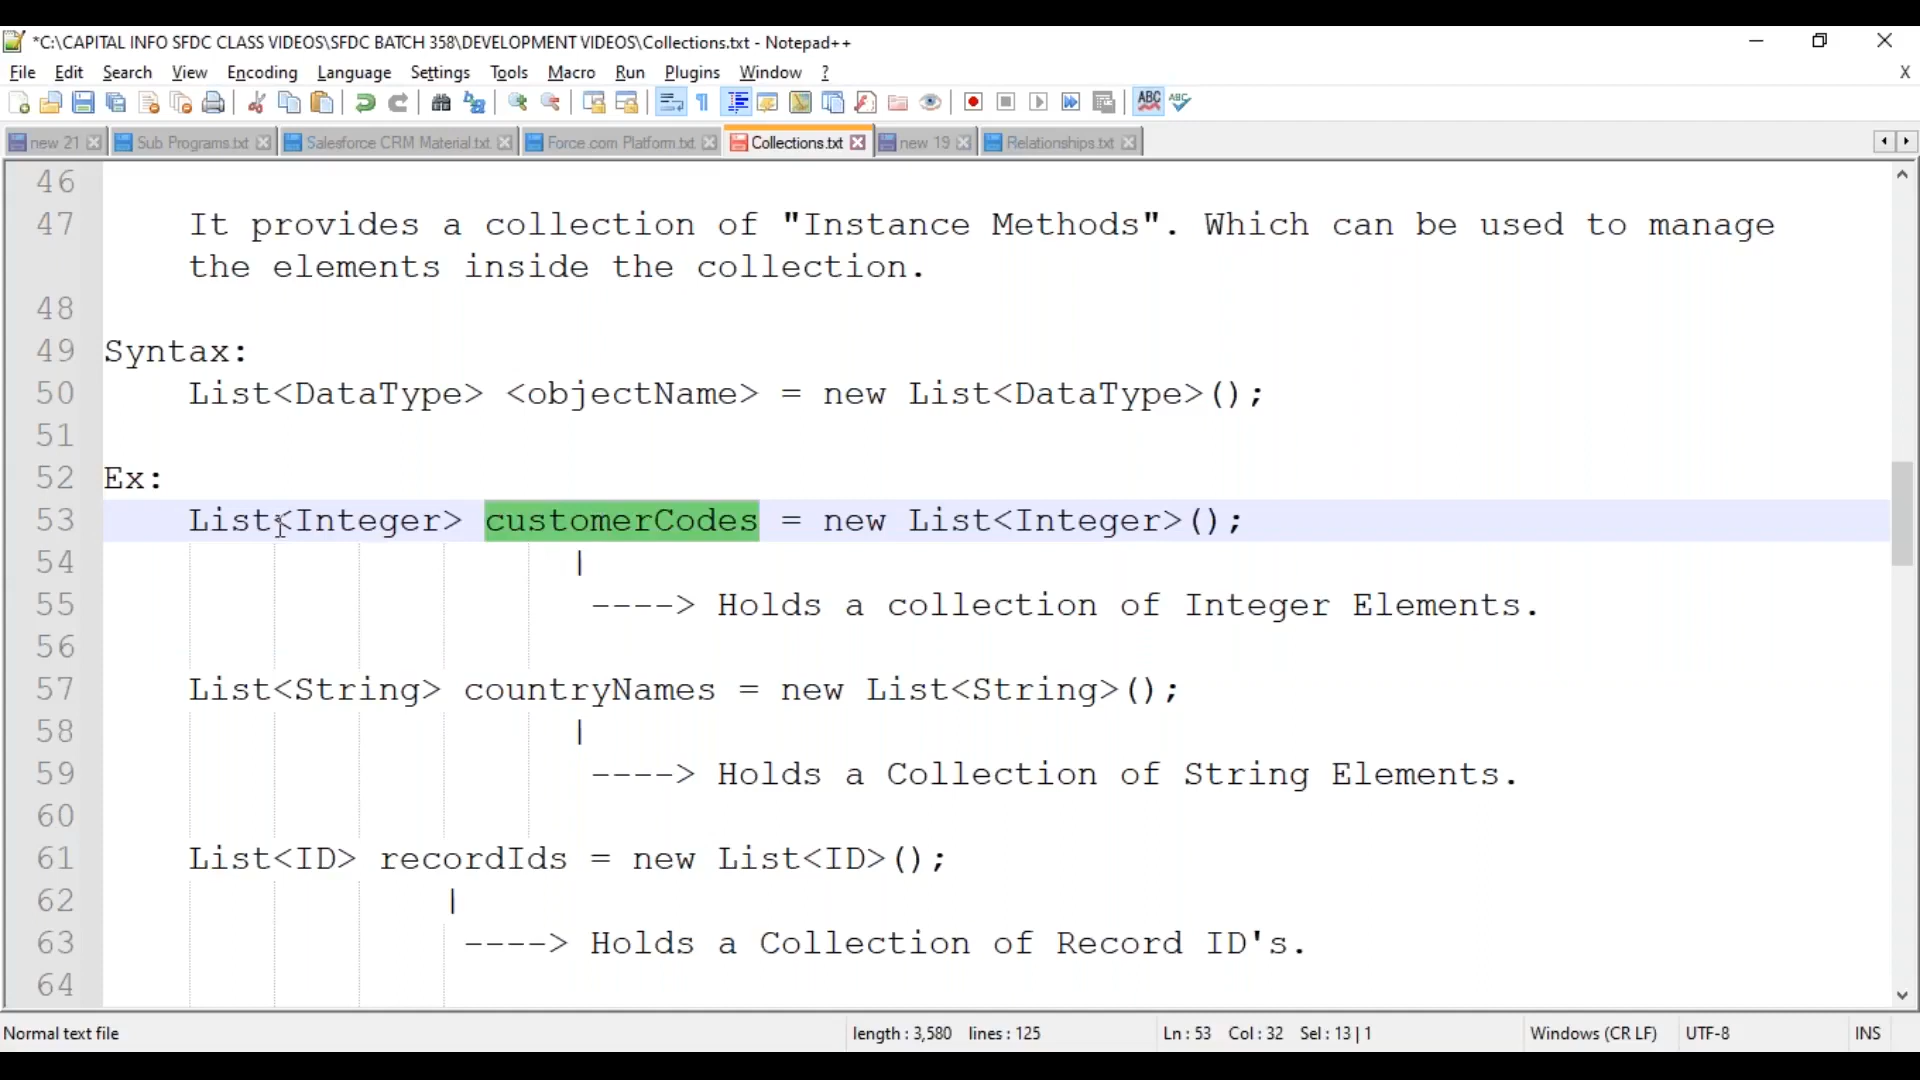 *C:\CAPITAL INFO SFDC CLASS VIDEOS\SFDC BATCH 358\DEVELOPMENT VIDEOS\Collections.txt - Notepad++
File Edit Search View Encoding Language Settings Tools Macro Run Plugins Window ? X
new 21 Sub Programs.txt Salesforce CRM Material.txt Force.com Platform.txt Collections.txt new 19 Relationships.txt
46
47 It provides a collection of "Instance Methods". Which can be used to manage
the elements inside the collection.
48
49 Syntax:
50 List<DataType> <objectName> = new List<DataType>();
51
52 Ex:
53 List<Integer> customerCodes = new List<Integer>();
54 |
55 ----> Holds a collection of Integer Elements.
56
57 List<String> countryNames = new List<String>();
58 |
59 ----> Holds a Collection of String Elements.
60
61 List<ID> recordIds = new List<ID>();
62 |
63 ----> Holds a Collection of Record ID's.
64
Normal text file length : 3,580 lines : 125 Ln : 53 Col : 32 Sel : 13 | 1 Windows (CR LF) UTF-8 INS